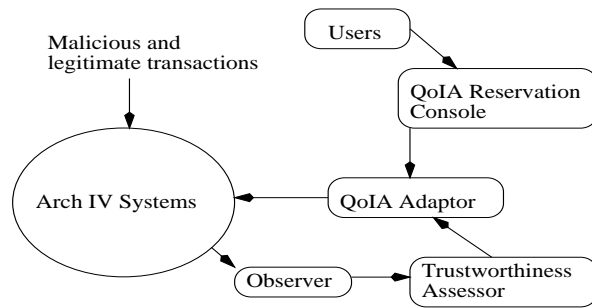 Users
Malicious and
legitimate transactions
QoIA Reservation
Console
Arch IV Systems
QoIA Adaptor
Observer
Trustworthiness
Assessor